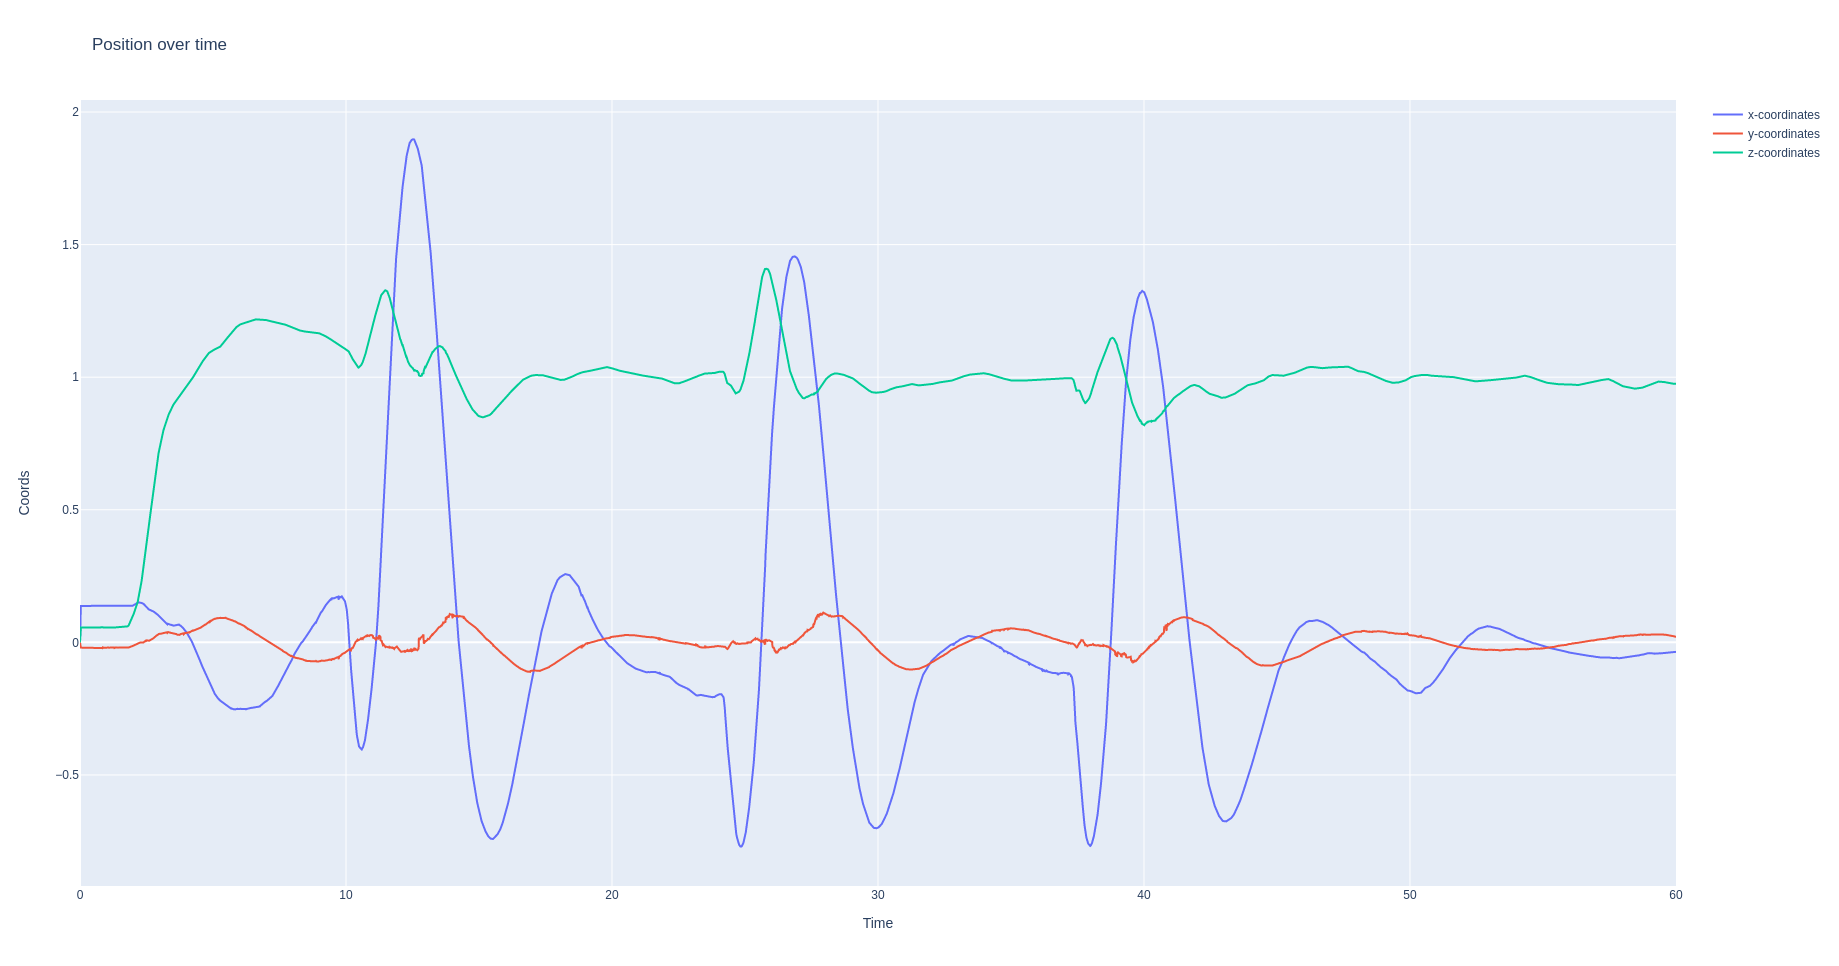 Position over time
x-coordinates
y-coordinates
z-coordinates
2
1.5
1
0.5
0
−0.5
Coords
0
10
20
30
40
50
60
Time